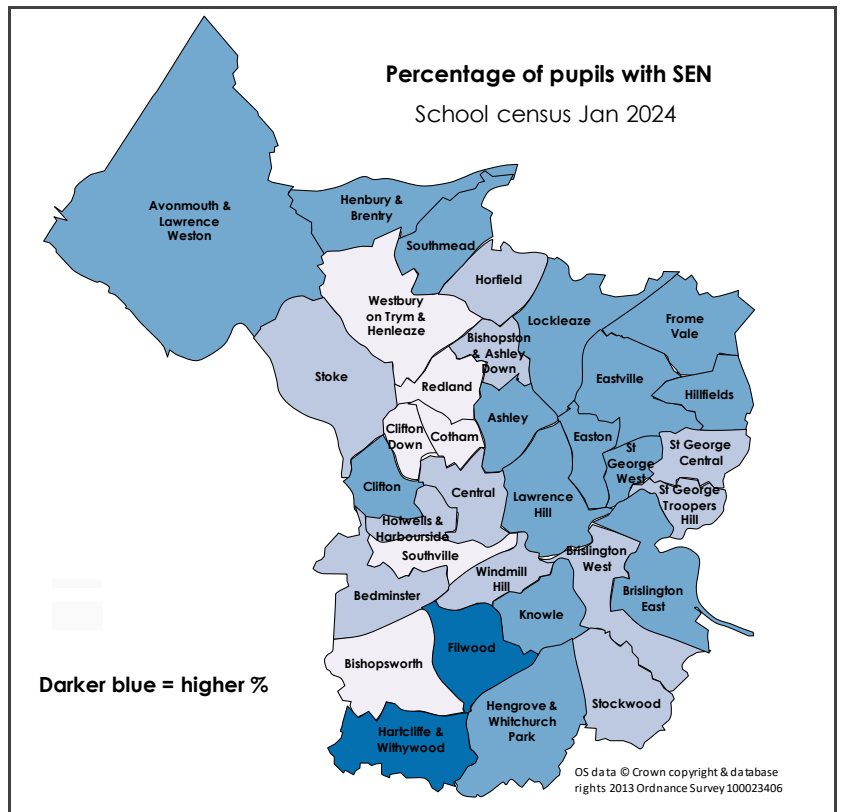 Percentage of pupils with SEN
School census Jan 2024
Avonmouth &
Lawrence
Weston
Henbury &
Brentry
Southmead
Horfield
Westbury
on Trym &
Henleaze
Lockleaze
Frome
Vale
Bishopston
& Ashley
Down
Stoke
Redland
Eastville
Hillfields
Clifton
Down
Cotham
Ashley
Easton
St
George
West
St George
Central
Clifton
Central
Lawrence
Hill
St George
Troopers
Hill
Hotwells &
Harbourside
Southville
Brislington
West
Windmill
Hill
Bedminster
Brislington
East
Knowle
Filwood
Bishopsworth
Darker blue = higher %
Stockwood
Hengrove &
Whitchurch
Park
Hartcliffe &
Withywood
OS data © Crown copyright & database
rights 2013 Ordnance Survey 100023406